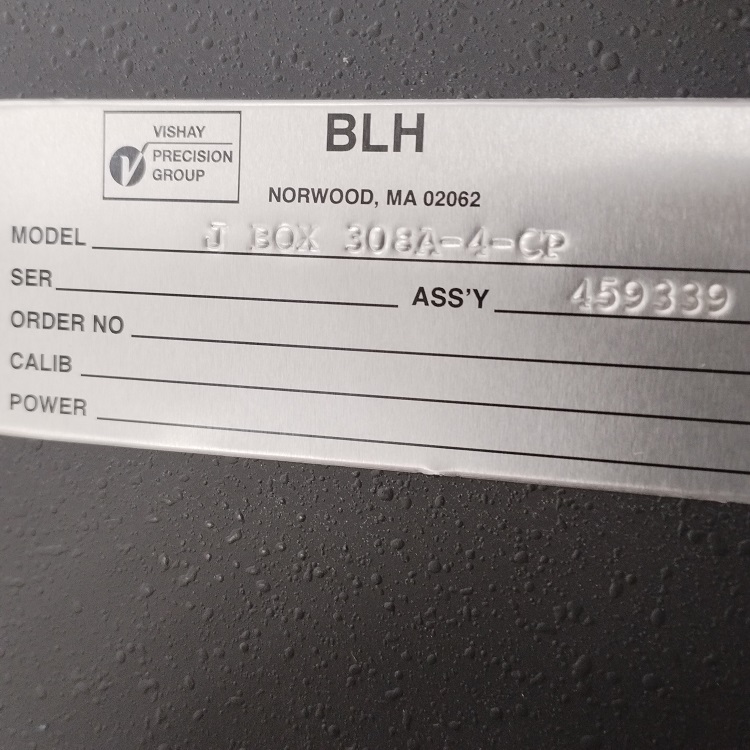 VISHAY
PRECISION
GROUP
BLH
NORWOOD, MA 02062
MODEL J BOX 308A-4-CP
SER ASS'Y 459339
ORDER NO
CALIB
POWER